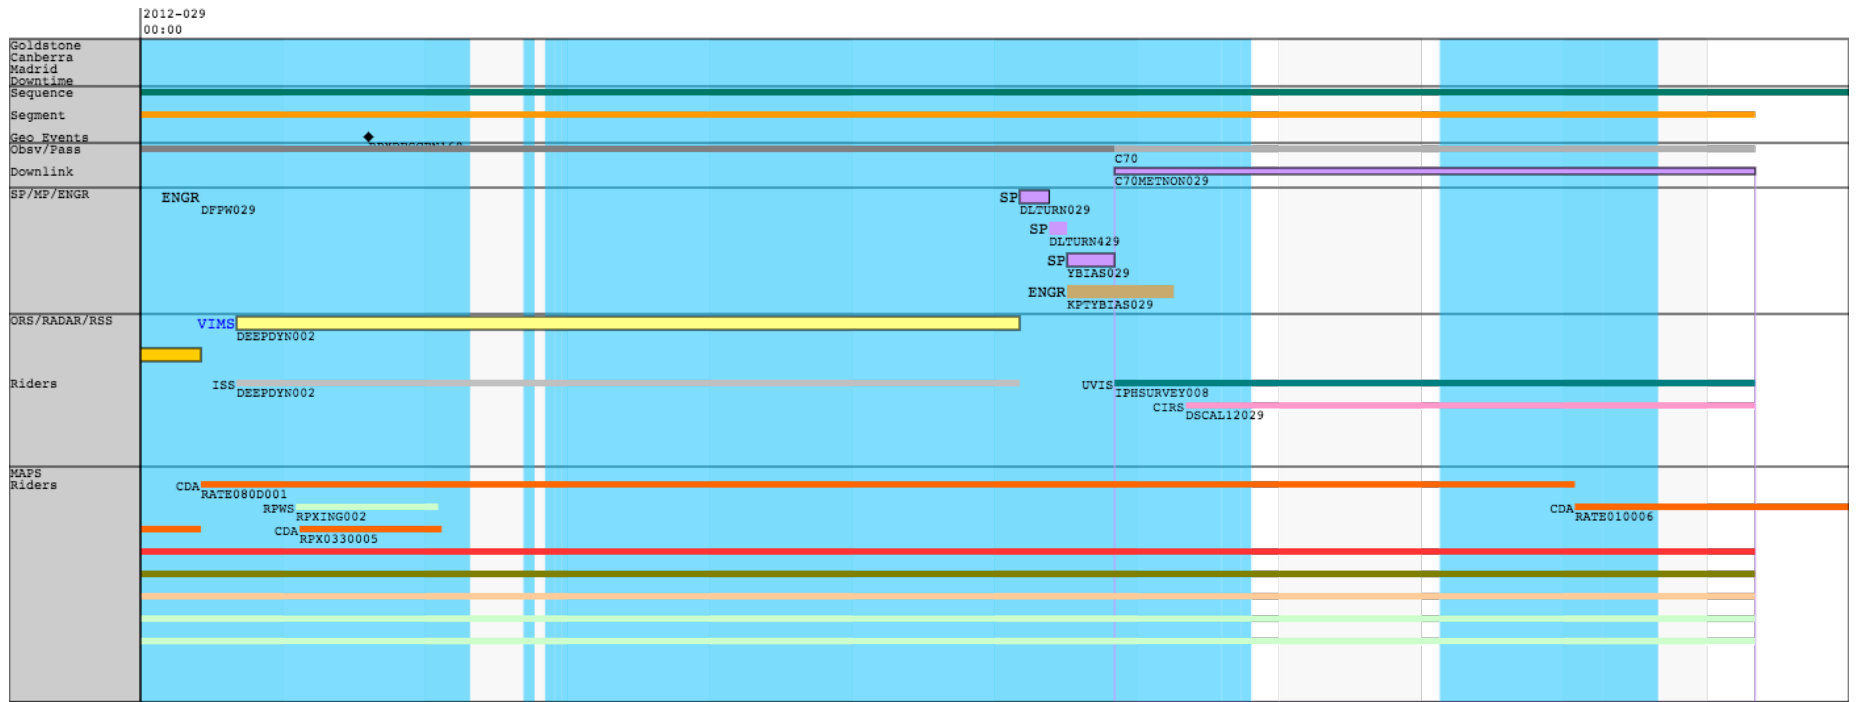 2012-029
00:00
Goldstone
Canberra
Madrid
Downtime
Sequence
Segment
Geo Events
Obsv/Pass
C70
Downlink
C70METNON029
SP/MP/ENGR
ENGR
DFPW029
SP
DLTURN029
SP
DLTURN429
SP
YBIAS029
ENGR
KPTYBIAS029
ORS/RADAR/RSS
VIMS
DEEPDYN002
Riders
ISS
DEEPDYN002
UVIS
IPHSURVEY008
CIRS
DSCAL12029
MAPS
Riders
CDA
RATE080D001
RPWS
RPXING002
CDA
RATE010006
CDA
RPX0330005